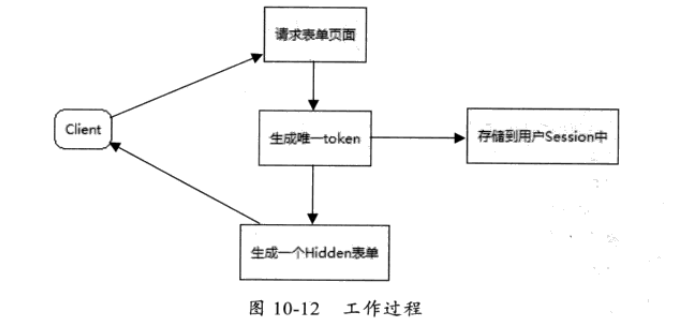 请求表单页面
Client
生成唯一token
存储到用户Session中
生成一个Hidden表单
图 10-12 工作过程